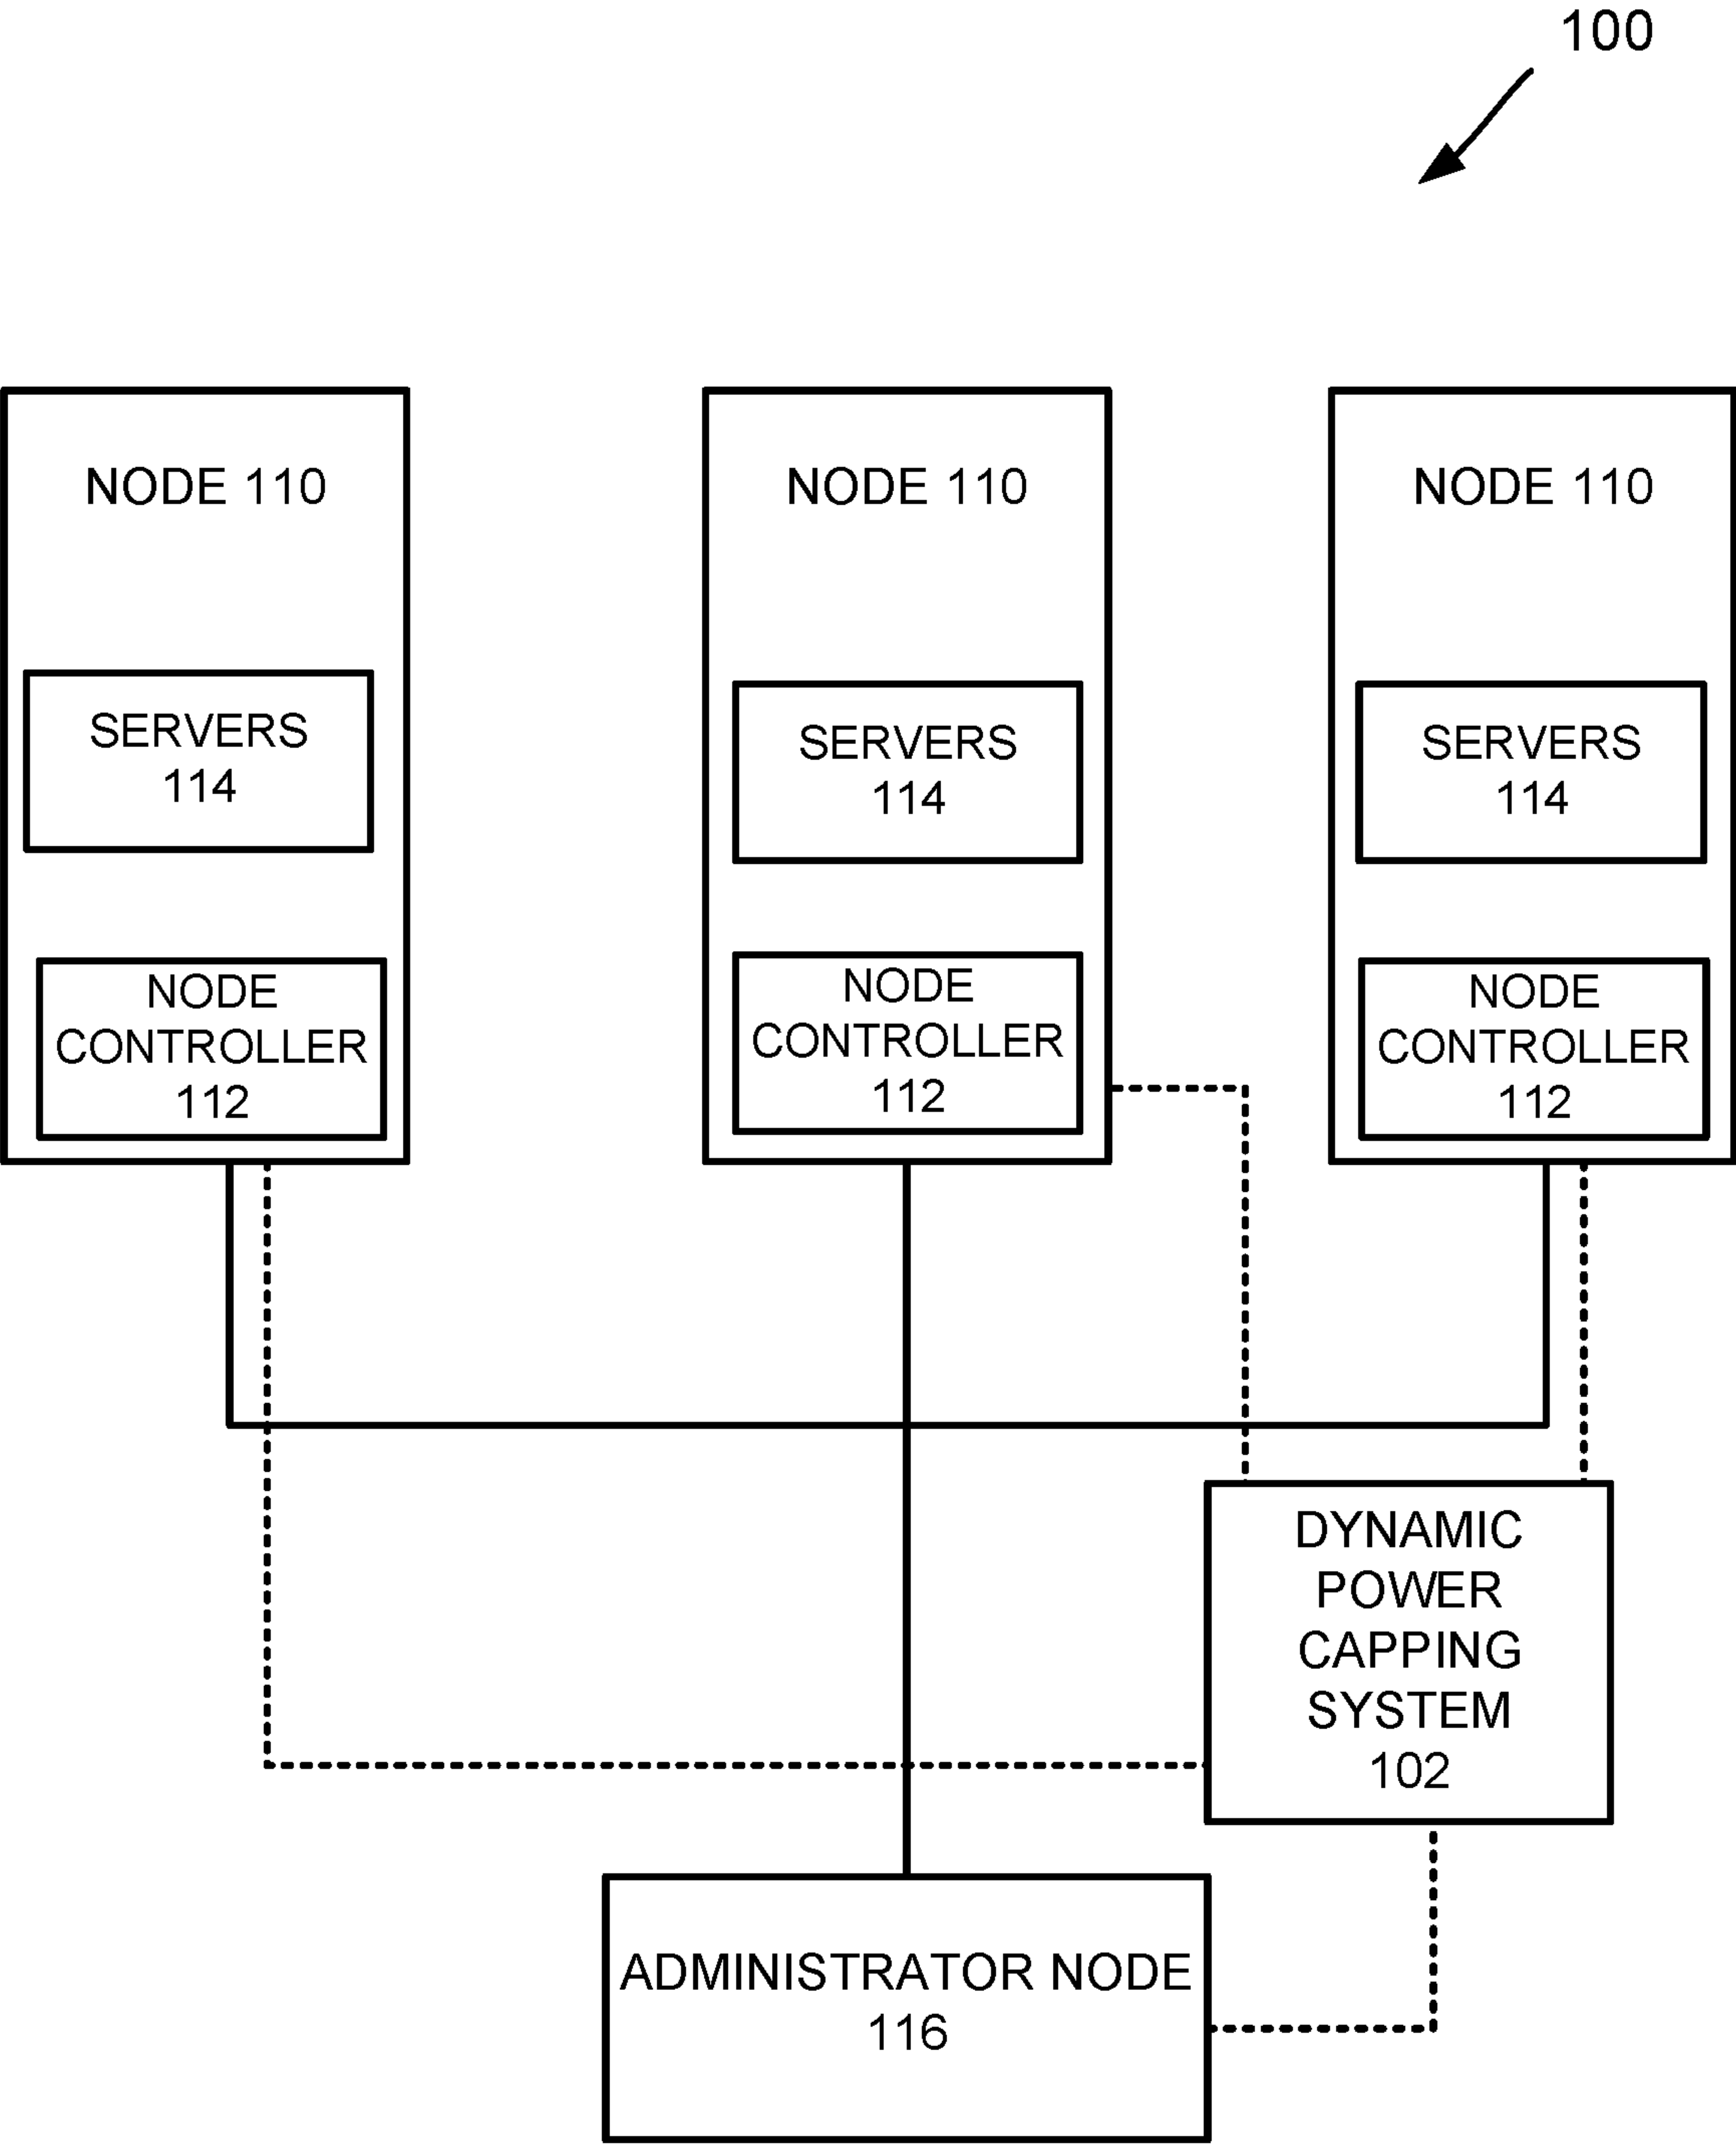 100
NODE 110
SERVERS
114
NODE
CONTROLLER
112
NODE 110
SERVERS
114
NODE
CONTROLLER
112
NODE 110
SERVERS
114
NODE
CONTROLLER
112
DYNAMIC
POWER
CAPPING
SYSTEM
102
ADMINISTRATOR NODE
116